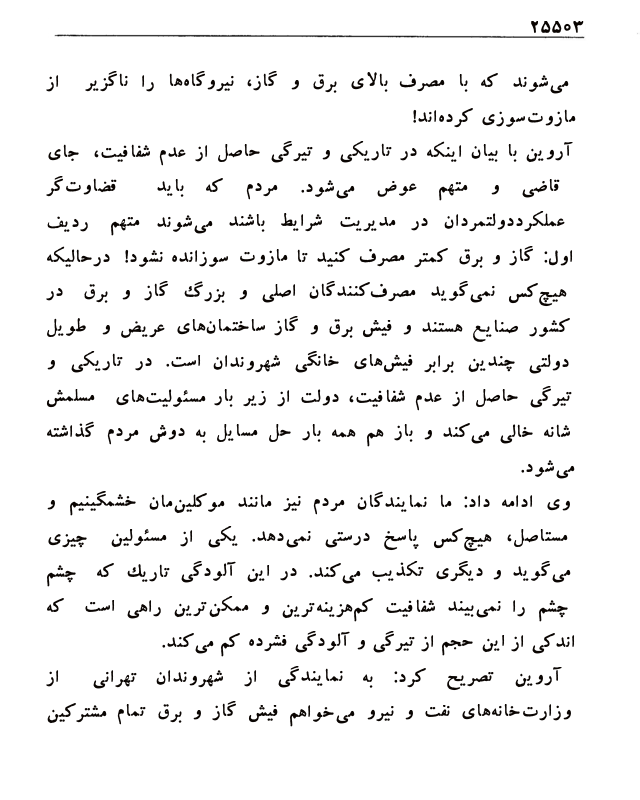 ۲۵۵۰۳
می‌شوند که با مصرف بالای برق و گاز، نیروگاه‌ها را ناگزیر از
مازوت‌سوزی کرده‌اند!
آروین با بیان اینکه در تاریکی و تیرگی حاصل از عدم شفافیت، جای
قاضی و متهم عوض می‌شود. مردم که باید قضاوت‌گر
عملکرددولتمردان در مدیریت شرایط باشند می‌شوند متهم ردیف
اول: گاز و برق کمتر مصرف کنید تا مازوت سوزانده نشود! درحالیکه
هیچ‌کس نمی‌گوید مصرف‌کنندگان اصلی و بزرگ گاز و برق در
کشور صنایع هستند و فیش برق و گاز ساختمان‌های عریض و طویل
دولتی چندین برابر فیش‌های خانگی شهروندان است. در تاریکی و
تیرگی حاصل از عدم شفافیت، دولت از زیر بار مسئولیت‌های مسلمش
شانه خالی می‌کند و باز هم همه بار حل مسایل به دوش مردم گذاشته
می‌شود.
وی ادامه داد: ما نمایندگان مردم نیز مانند موکلین‌مان خشمگینیم و
مستاصل، هیچ‌کس پاسخ درستی نمی‌دهد. یکی از مسئولین چیزی
می‌گوید و دیگری تکذیب می‌کند. در این آلودگی تاریك که چشم
چشم را نمی‌بیند شفافیت کم‌هزینه‌ترین و ممکن‌ترین راهی است که
اندکی از این حجم از تیرگی و آلودگی فشرده کم می‌کند.
آروین تصریح کرد: به نمایندگی از شهروندان تهرانی از
وزارت‌خانه‌های نفت و نیرو می‌خواهم فیش گاز و برق تمام مشترکین